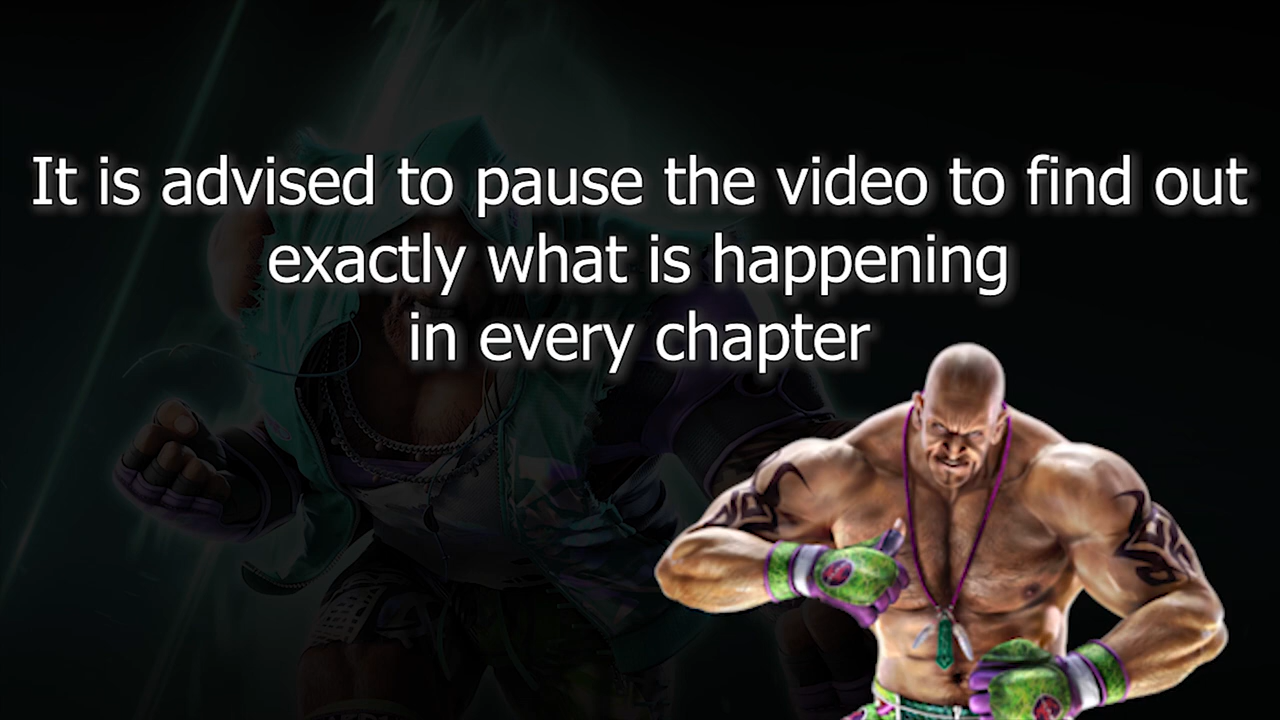 It is advised to pause the video to find out
exactly what is happening
in every chapter